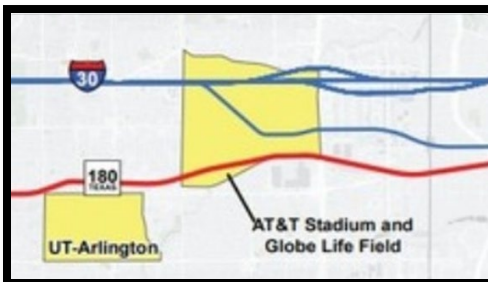 30
180
TEXAS
AT&T Stadium and
Globe Life Field
UT-Arlington